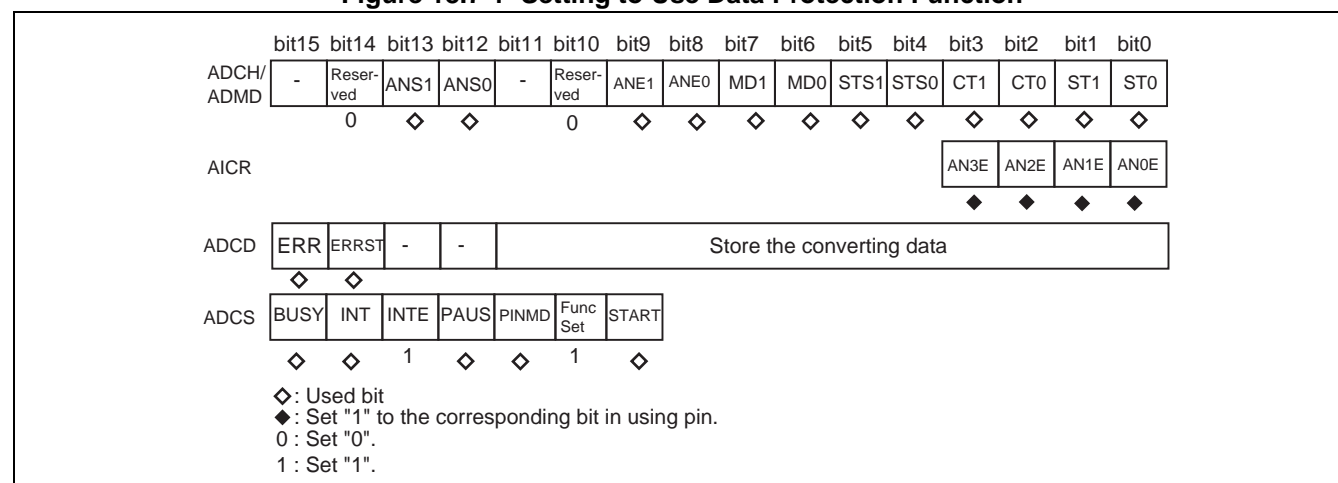 Figure 18.7-1 Setting to Use Data Protection Function
bit15 bit14 bit13 bit12 bit11 bit10 bit9 bit8 bit7 bit6 bit5 bit4 bit3 bit2 bit1 bit0
ADCH/ADMD - Reser-ved ANS1 ANS0 - Reser-ved ANE1 ANE0 MD1 MD0 STS1 STS0 CT1 CT0 ST1 ST0
0 ◇ ◇ 0 ◇ ◇ ◇ ◇ ◇ ◇ ◇ ◇ ◇ ◇
AICR AN3E AN2E AN1E AN0E
◆ ◆ ◆ ◆
ADCD ERR ERRST - - Store the converting data
◇ ◇
ADCS BUSY INT INTE PAUS PINMD Func Set START
◇ ◇ 1 ◇ ◇ 1 ◇
◇: Used bit
◆: Set "1" to the corresponding bit in using pin.
0 : Set "0".
1 : Set "1".